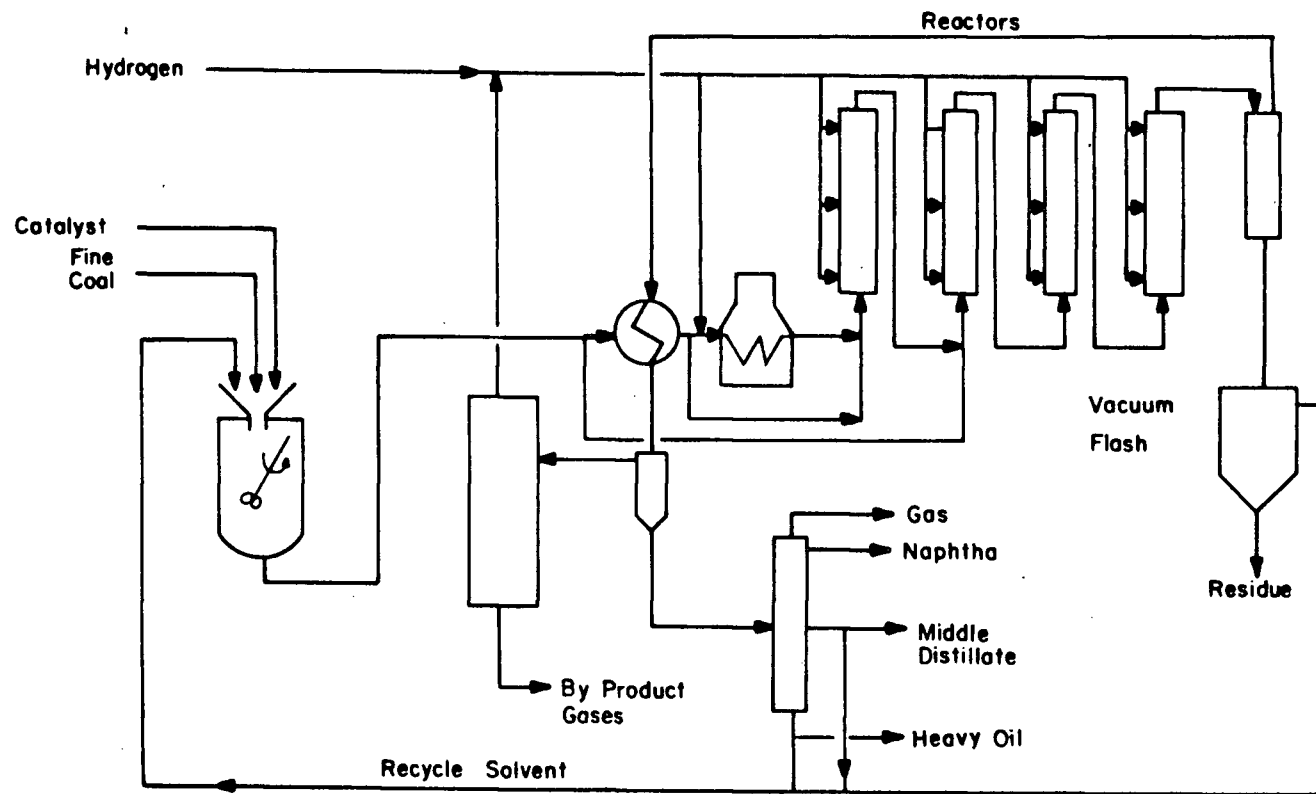 Reactors
Hydrogen
Catalyst
Fine
Coal
Vacuum
Flash
Gas
Naphtha
Residue
Middle
Distillate
By Product
Gases
Heavy Oil
Recycle Solvent